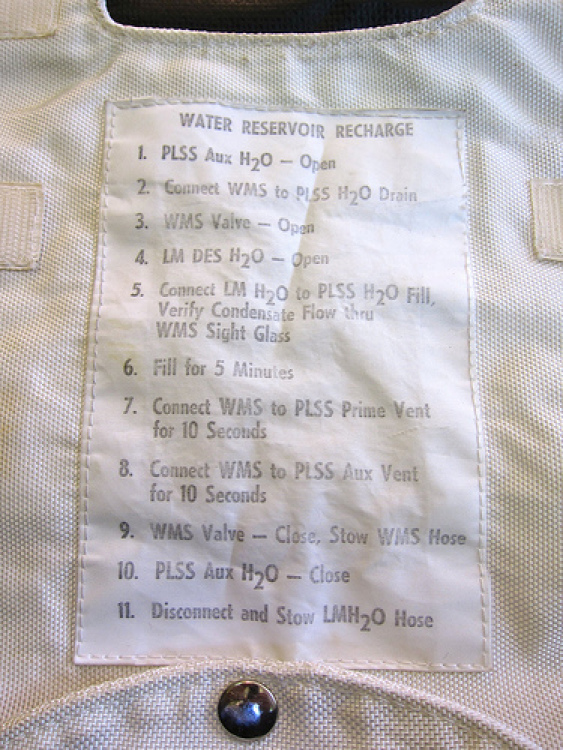 WATER RESERVOIR RECHARGE
1. PLSS Aux H2O – Open
2. Connect WMS to PLSS H2O Drain
3. WMS Valve – Open
4. LM DES H2O – Open
5. Connect LM H2O to PLSS H2O Fill,
Verify Condensate Flow thru
WMS Sight Glass
6. Fill for 5 Minutes
7. Connect WMS to PLSS Prime Vent
for 10 Seconds
8. Connect WMS to PLSS Aux Vent
for 10 Seconds
9. WMS Valve – Close, Stow WMS Hose
10. PLSS Aux H2O – Close
11. Disconnect and Stow LMH2O Hose